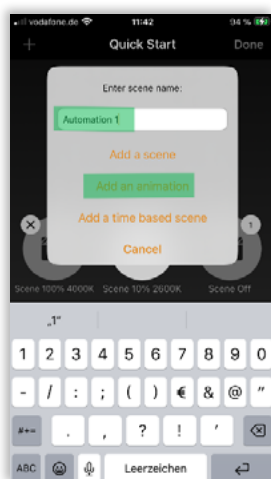 vodafone.de 11:42 94 %
+ Quick Start Done
Enter scene name:
Automation 1
Add a scene
Add an animation
Add a time based scene
Cancel
1
Scene 100% 4000K Scene 10% 2600K Scene Off
„1“
1 2 3 4 5 6 7 8 9 0
- / : ; ( ) € & @ "
#+= . , ? ! '
ABC Leerzeichen